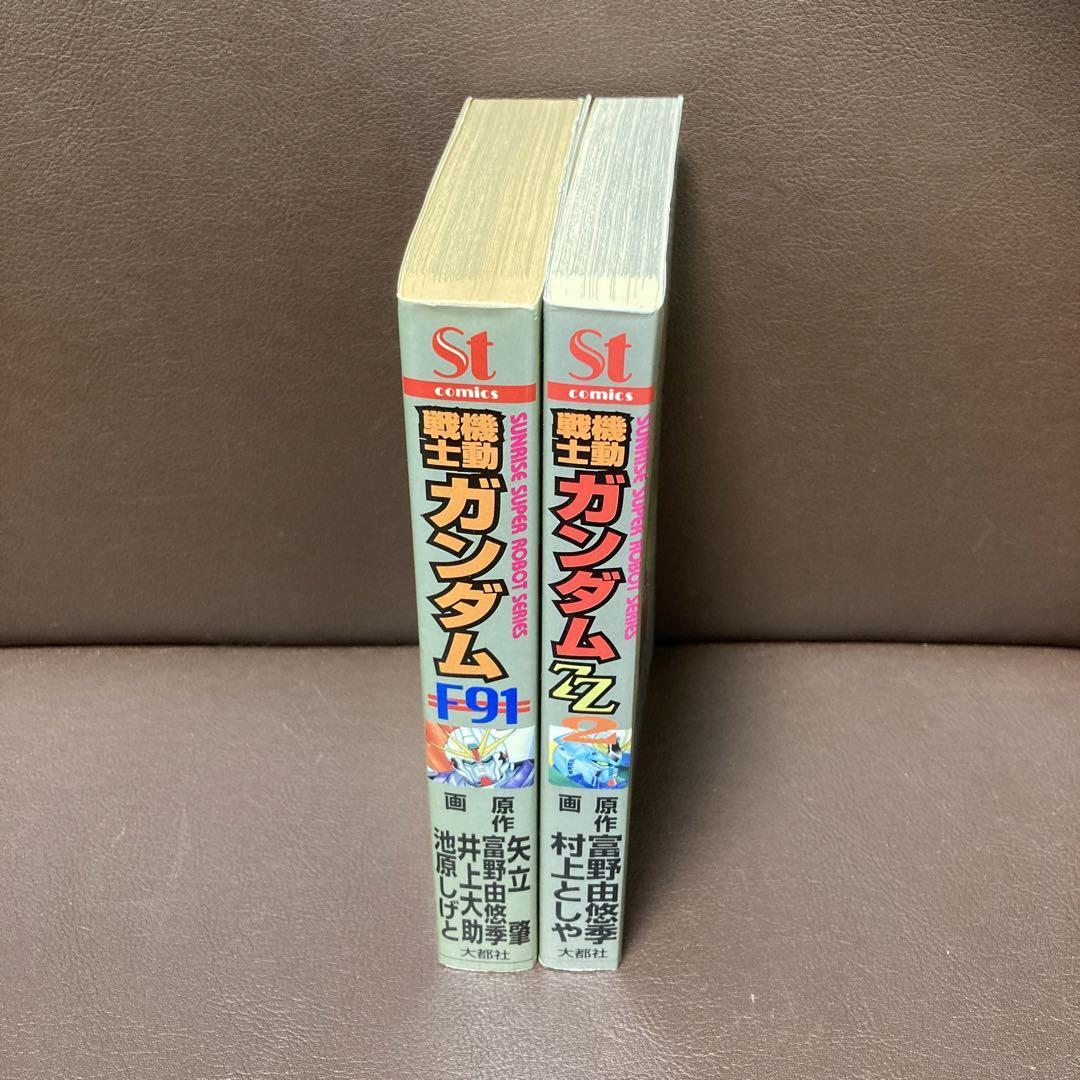 St
comics
SUNRISE SUPER ROBOT SERIES
機動
戦士
ガンダム
F91
原作
矢立 肇
富野由悠季
画
井上大助
池原しげと
大都社
St
comics
SUNRISE SUPER ROBOT SERIES
機動
戦士
ガンダム
ZZ
2
原作
富野由悠季
画
村上としや
大都社